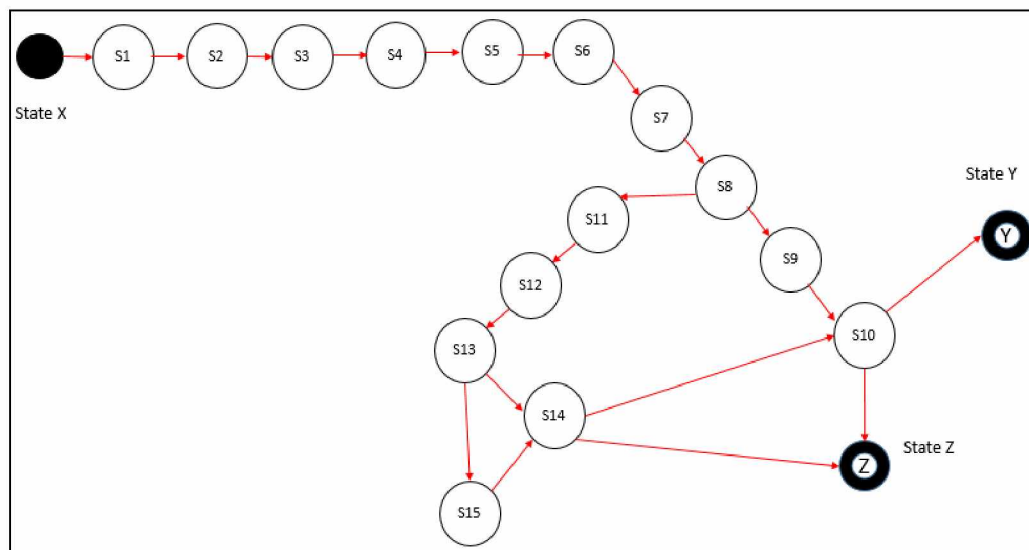 State X
S1
S2
S3
S4
S5
S6
S7
S8
S11
S9
S12
S13
S14
S15
S10
State Y
Y
Z
State Z